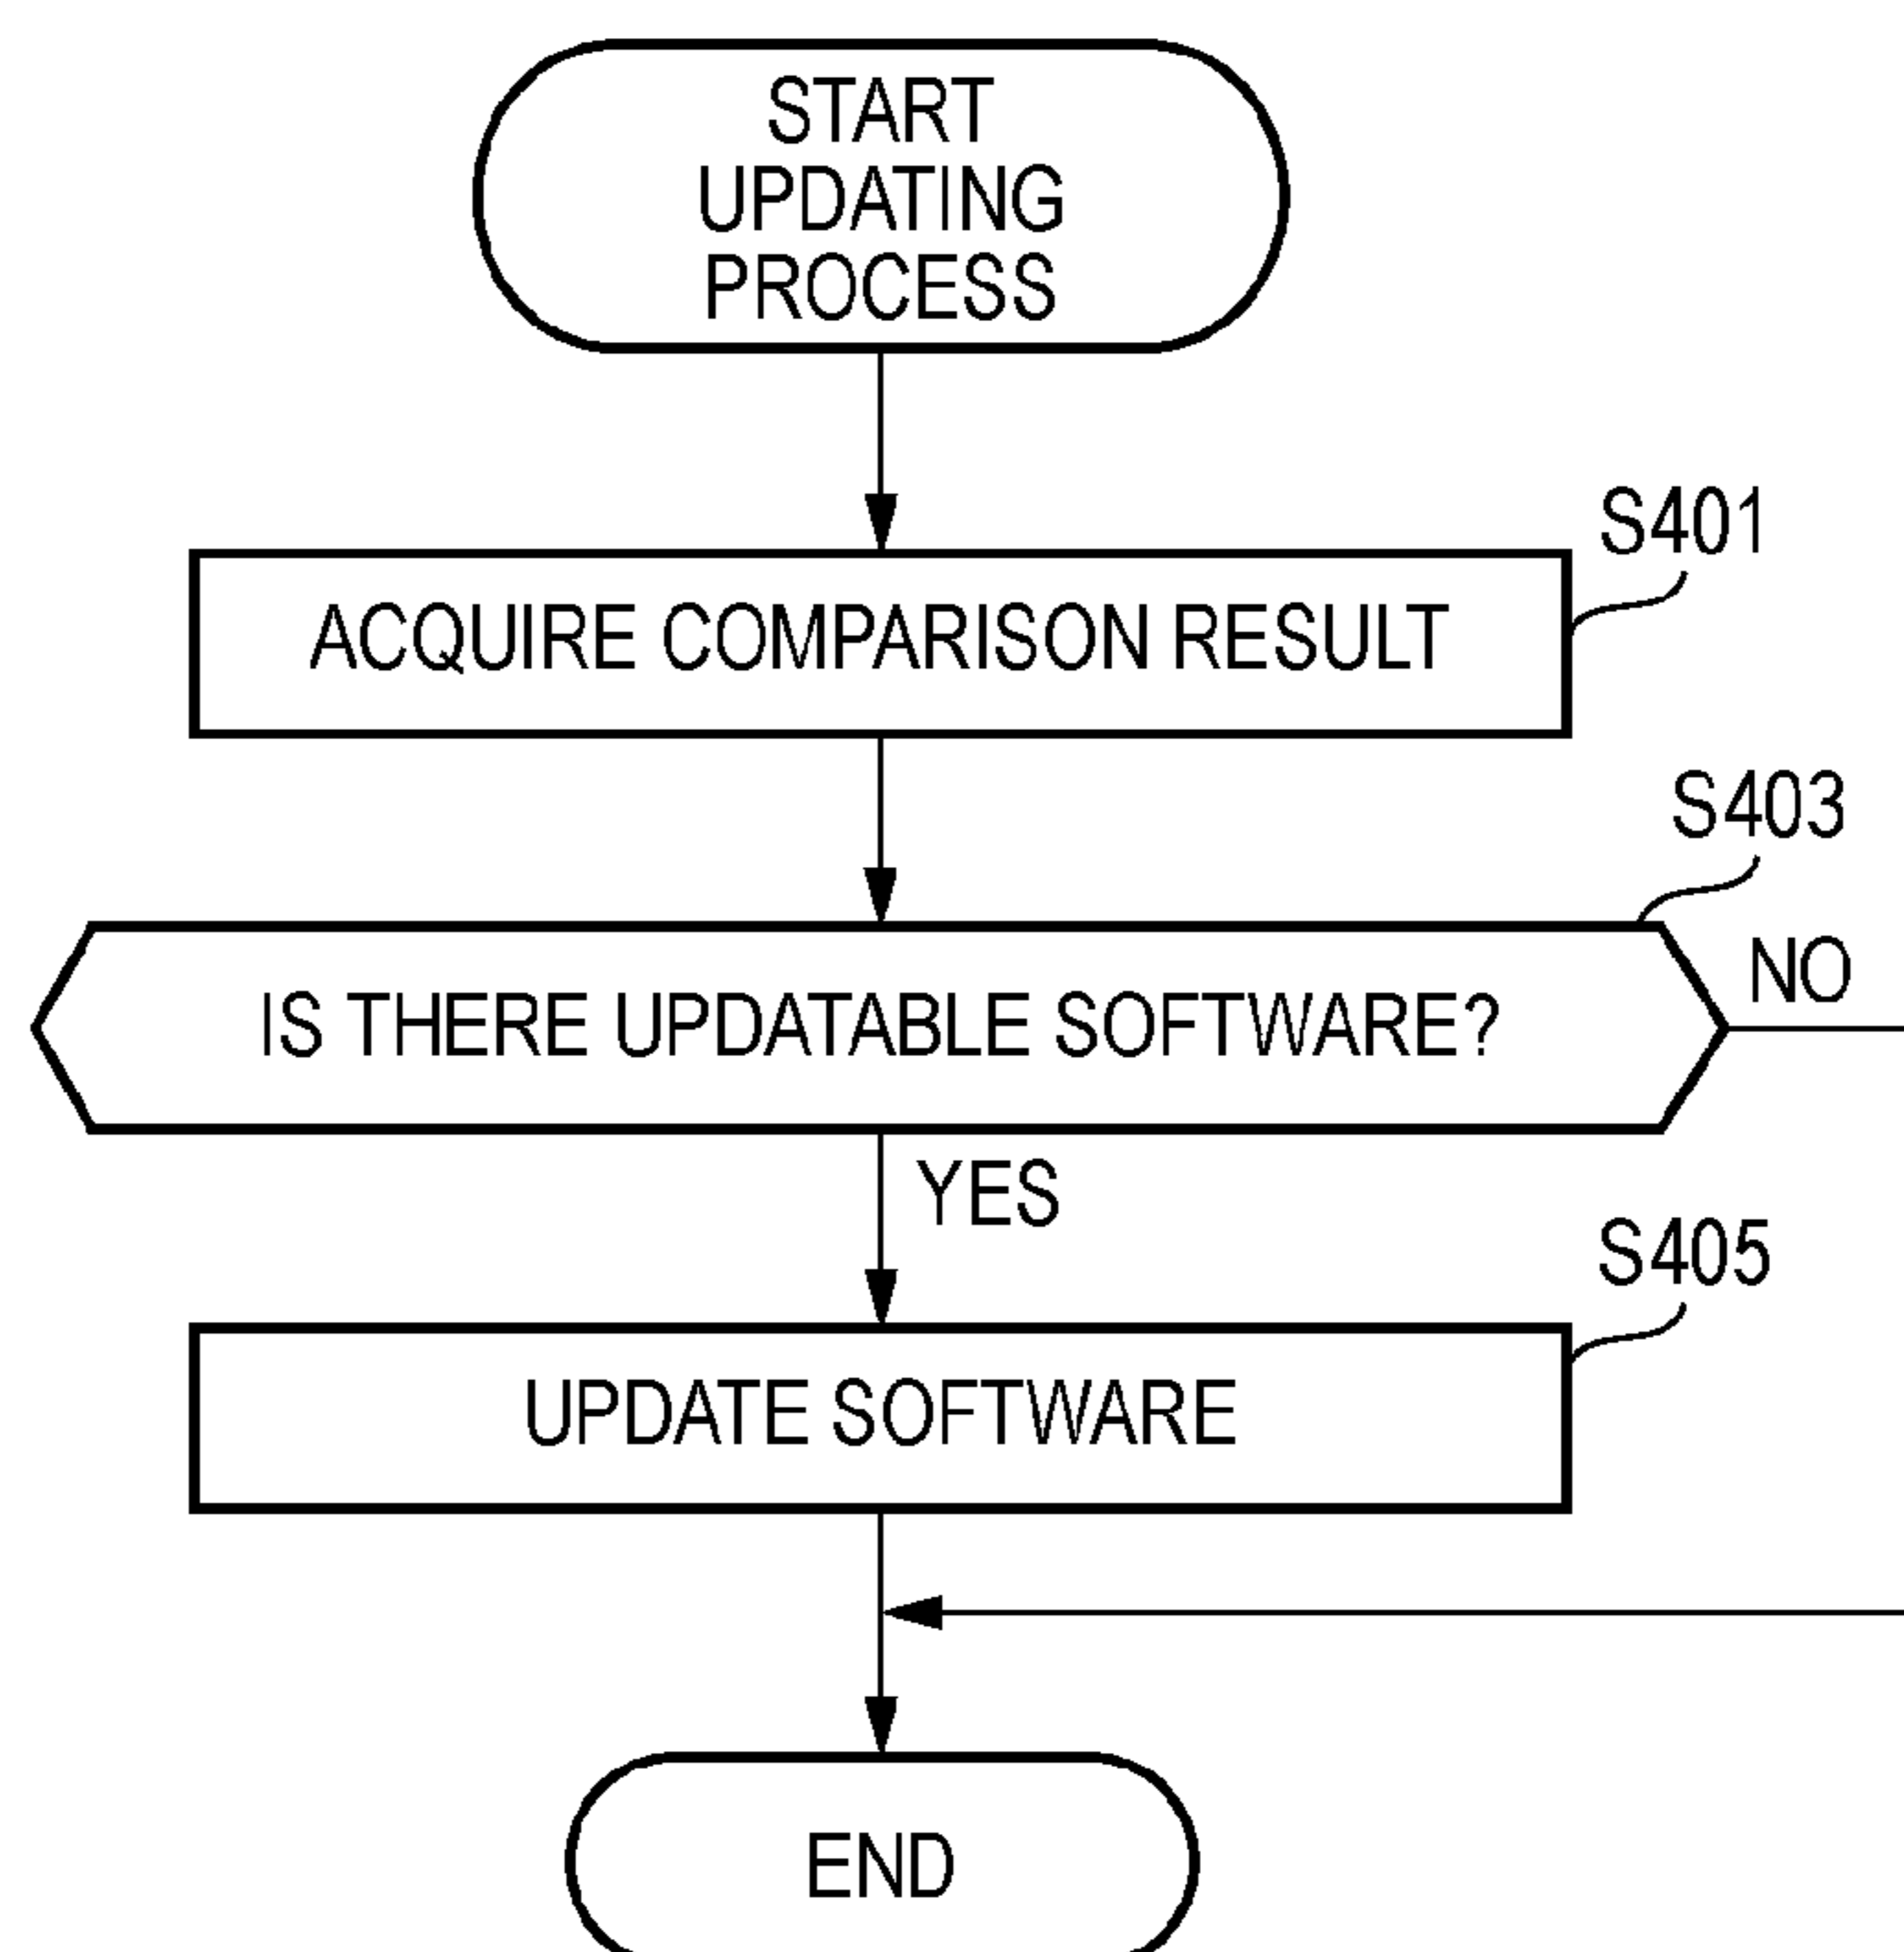 START
UPDATING
PROCESS
S401
ACQUIRE COMPARISON RESULT
S403
IS THERE UPDATABLE SOFTWARE?
NO
YES
S405
UPDATE SOFTWARE
END